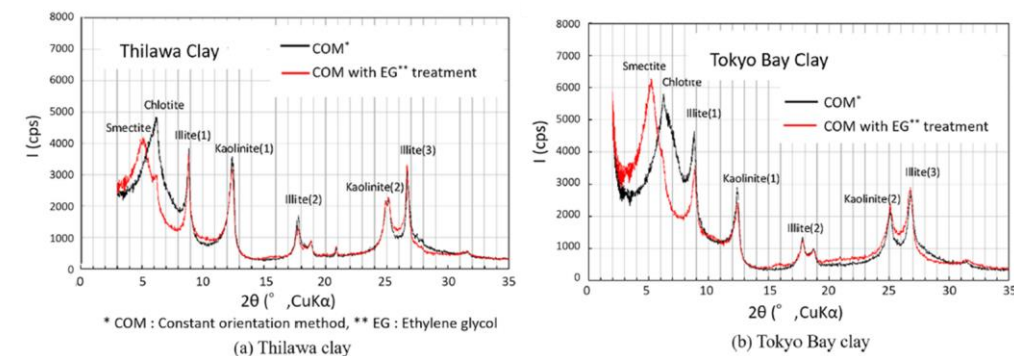 Thilawa Clay
COM*
COM with EG** treatment
Chlotite
Smectite
Illite(1)
Kaolinite(1)
Illite(2)
Kaolinite(2)
Illite(3)
I (cps)
8000
7000
6000
5000
4000
3000
2000
1000
0
0 5 10 15 20 25 30 35
2θ (° ,CuKα)
* COM : Constant orientation method, ** EG : Ethylene glycol
(a) Thilawa clay
Tokyo Bay Clay
COM*
COM with EG** treatment
Smectite
Chlotite
Illite(1)
Kaolinite(1)
Illite(2)
Kaolinite(2)
Illite(3)
I (cps)
8000
7000
6000
5000
4000
3000
2000
1000
0
0 5 10 15 20 25 30 35
2θ (° ,CuKα)
(b) Tokyo Bay clay